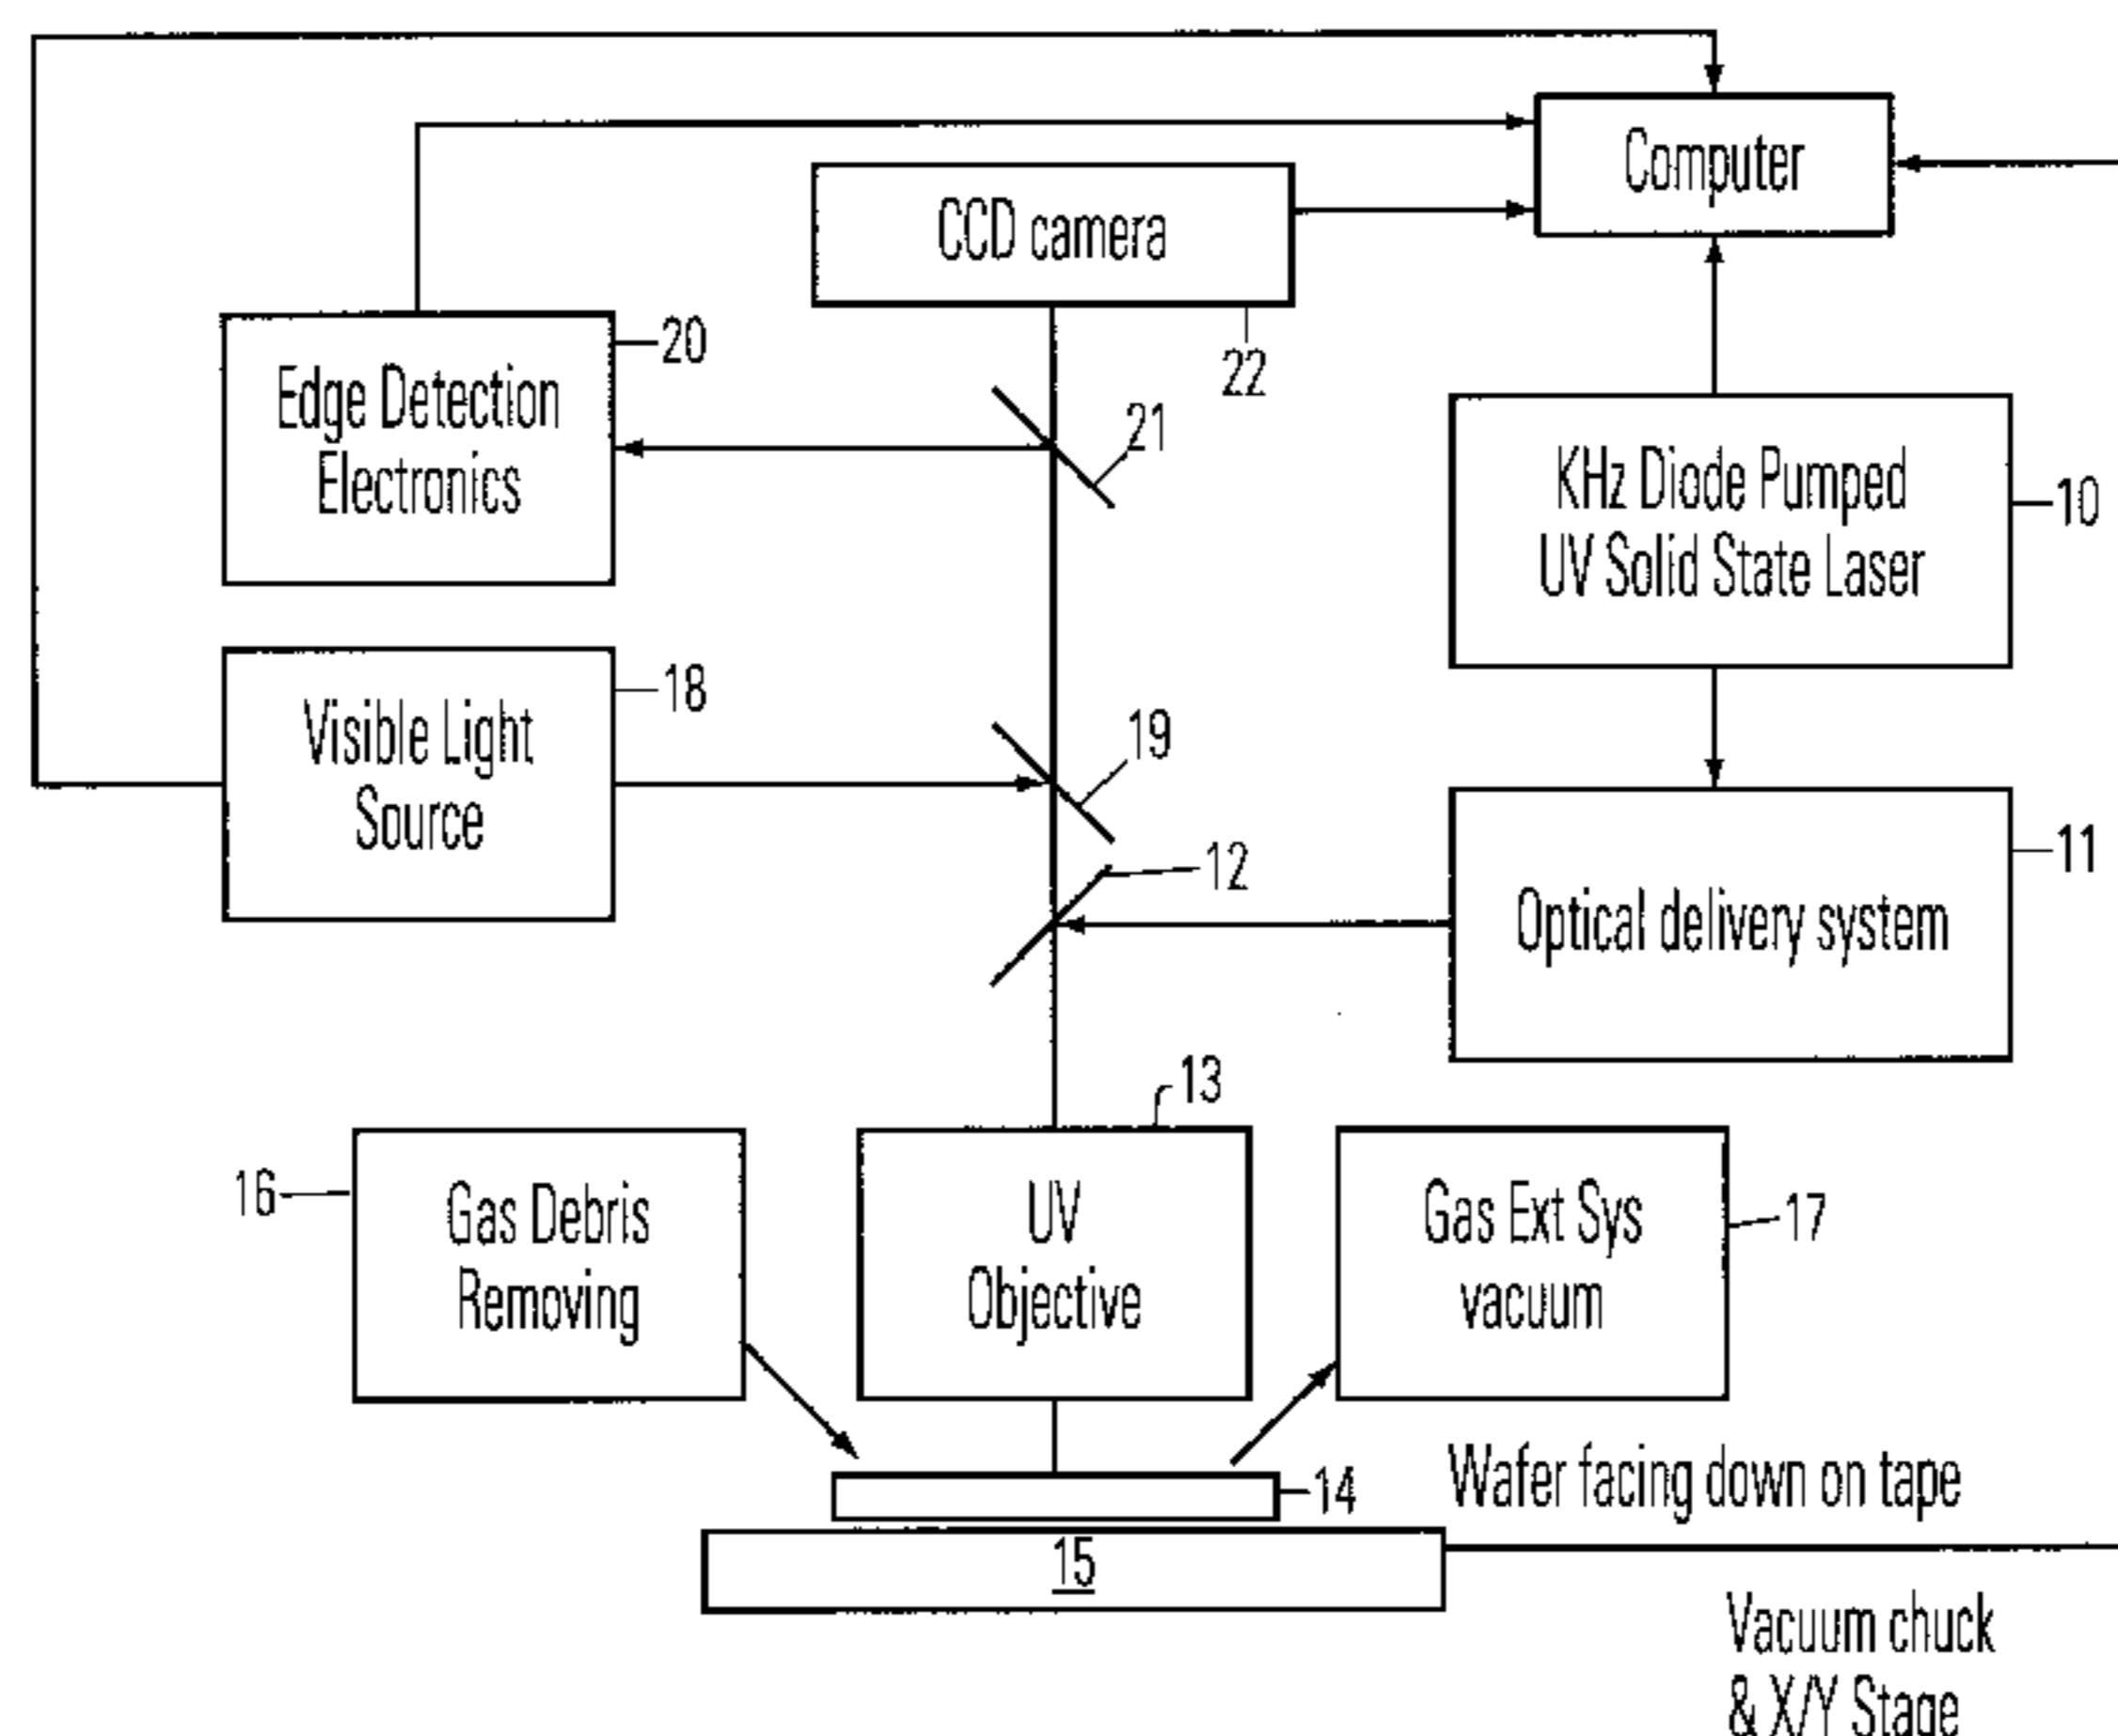 Computer
CCD camera
22
Edge Detection
Electronics
20
21
KHz Diode Pumped
UV Solid State Laser
10
Visible Light
Source
18
19
12
Optical delivery system
11
13
16
Gas Debris
Removing
UV
Objective
Gas Ext Sys
vacuum
17
14
Wafer facing down on tape
15
Vacuum chuck
& X/Y Stage